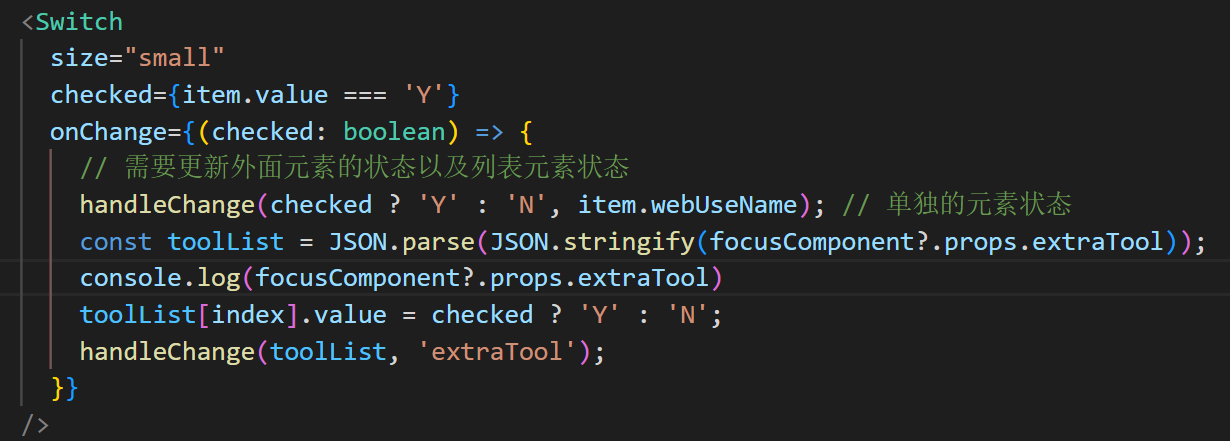 <Switch
size="small"
checked={item.value === 'Y'}
onChange={(checked: boolean) => {
// 需要更新外面元素的状态以及列表元素状态
handleChange(checked ? 'Y' : 'N', item.webUseName); // 单独的元素状态
const toolList = JSON.parse(JSON.stringify(focusComponent?.props.extraTool));
console.log(focusComponent?.props.extraTool)
toolList[index].value = checked ? 'Y' : 'N';
handleChange(toolList, 'extraTool');
}}
/>